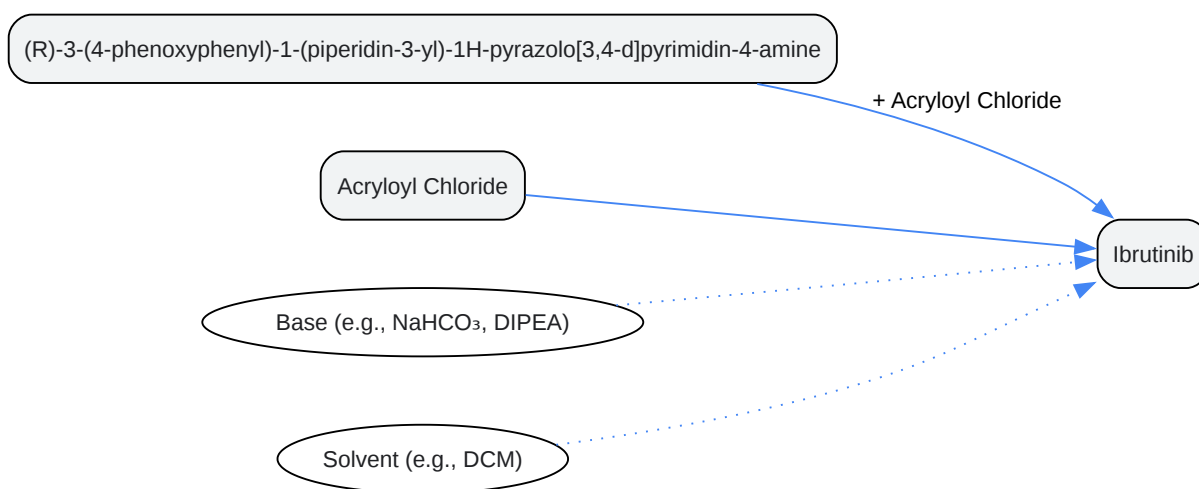 (R)-3-(4-phenoxyphenyl)-1-(piperidin-3-yl)-1H-pyrazolo[3,4-d]pyrimidin-4-amine
+ Acryloyl Chloride
Acryloyl Chloride
Ibrutinib
Base (e.g., NaHCO₃, DIPEA)
Solvent (e.g., DCM)